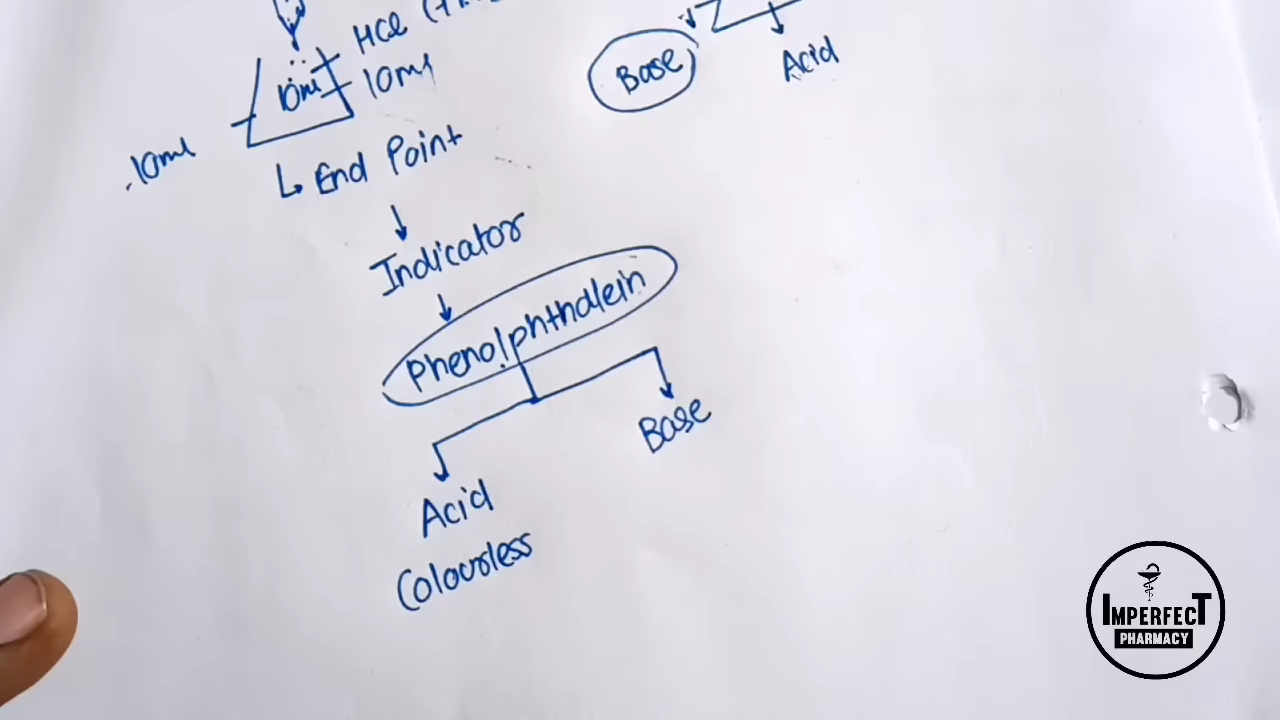 HCl
10ml
10ml
10ml
Base
Acid
↳ End Point
↓
Indicator
↓
Phenolphthalein
Base
Acid
Colourless
IMPERFECT
PHARMACY